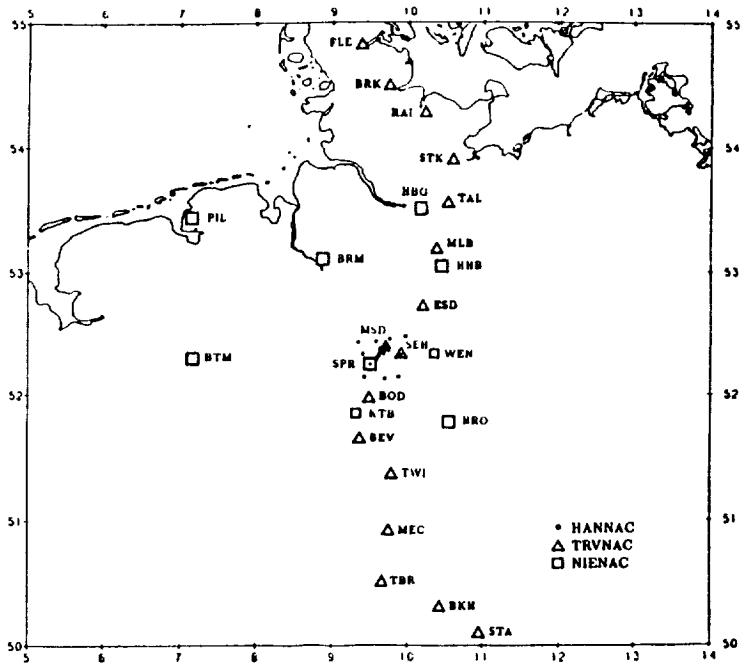 5 6 7 8 9 10 11 12 13 14
55 55
FLE
BRK
RAI
54 54
STK
HBG
TAL
PIL
MLB
BRM
HHB
53 53
ESD
MSD
SEH
BTM
SPR
WEN
52 52
BOD
KTB
BRO
BEV
TWI
51 51
MEC
HANNAC
TRVNAC
NIENAC
TBR
BKH
STA
50 50
5 6 7 8 9 10 11 12 13 14